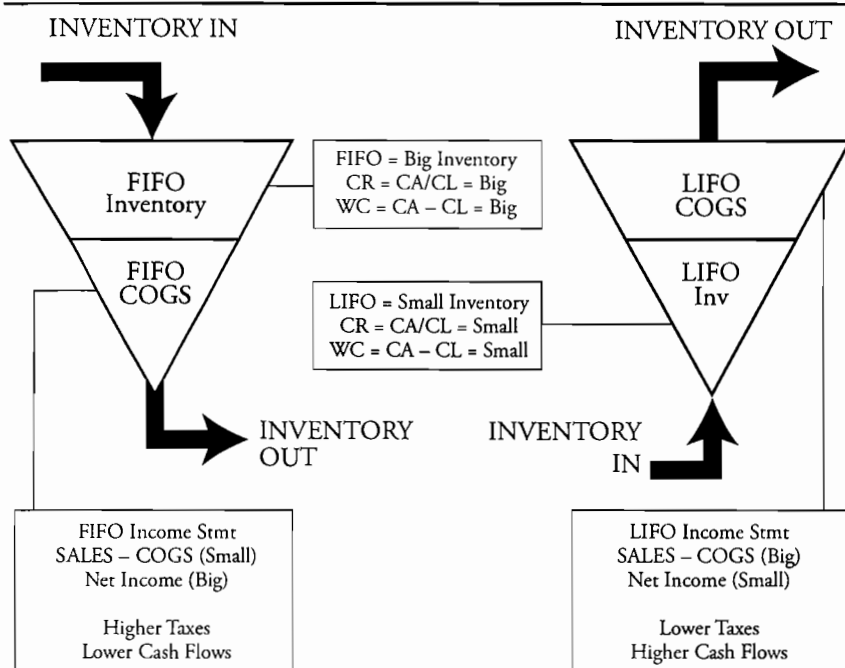 INVENTORY IN
INVENTORY OUT
FIFO
Inventory
FIFO
COGS
FIFO = Big Inventory
CR = CA/CL = Big
WC = CA – CL = Big
LIFO = Small Inventory
CR = CA/CL = Small
WC = CA – CL = Small
LIFO
COGS
LIFO
Inv
INVENTORY
OUT
INVENTORY
IN
FIFO Income Stmt
SALES – COGS (Small)
Net Income (Big)
Higher Taxes
Lower Cash Flows
LIFO Income Stmt
SALES – COGS (Big)
Net Income (Small)
Lower Taxes
Higher Cash Flows